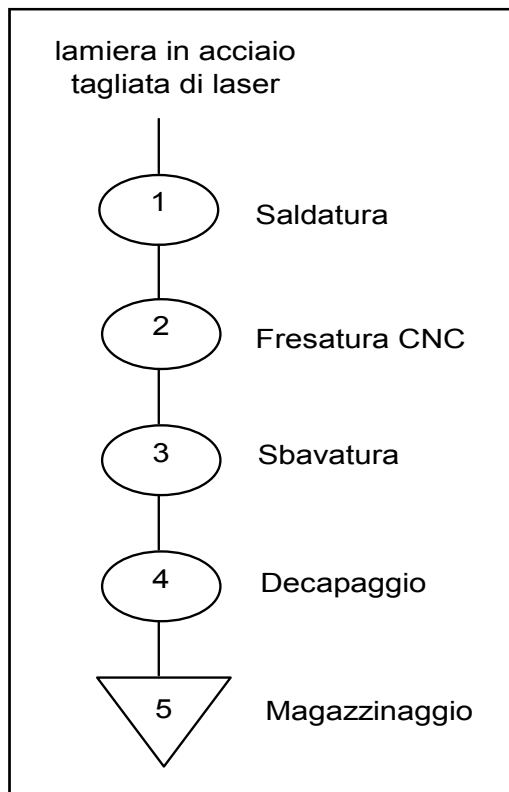 lamiera in acciaio
tagliata di laser
1 Saldatura
2 Fresatura CNC
3 Sbavatura
4 Decapaggio
5 Magazzinaggio